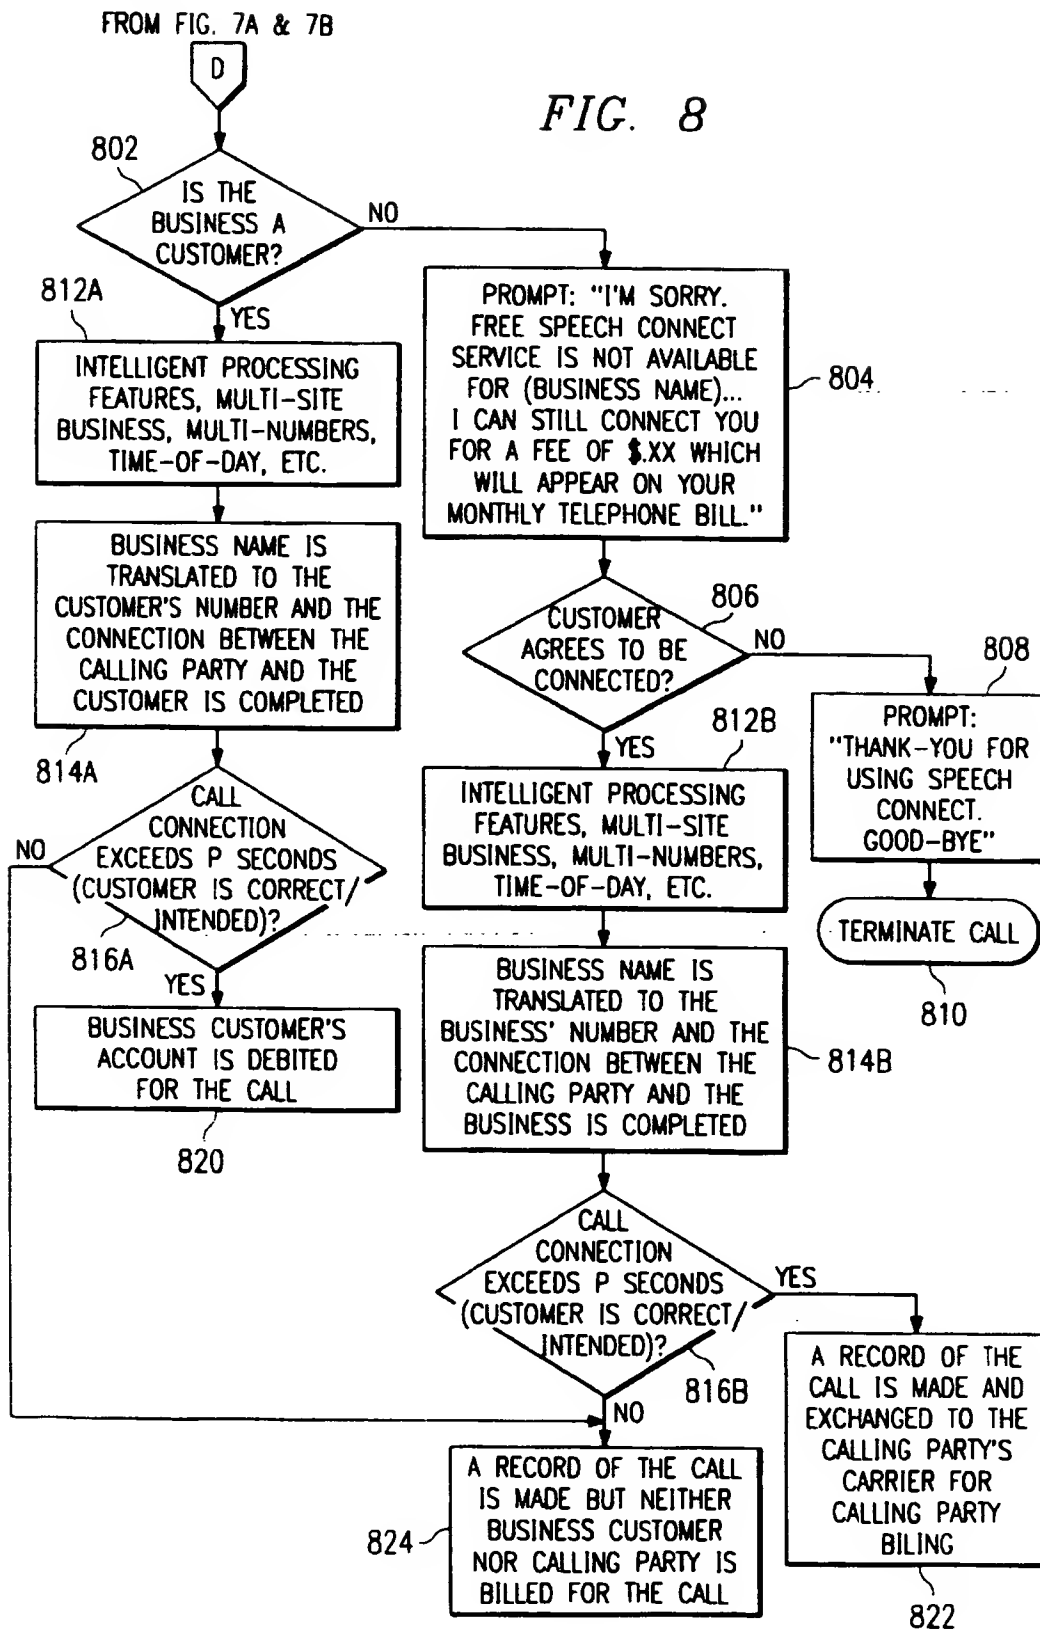 FROM FIG. 7A & 7B
D
FIG. 8
802
IS THE
BUSINESS A
CUSTOMER?
NO
YES
812A
INTELLIGENT PROCESSING
FEATURES, MULTI-SITE
BUSINESS, MULTI-NUMBERS,
TIME-OF-DAY, ETC.
PROMPT: "I'M SORRY.
FREE SPEECH CONNECT
SERVICE IS NOT AVAILABLE
FOR (BUSINESS NAME)...
I CAN STILL CONNECT YOU
FOR A FEE OF $.XX WHICH
WILL APPEAR ON YOUR
MONTHLY TELEPHONE BILL."
804
BUSINESS NAME IS
TRANSLATED TO THE
CUSTOMER'S NUMBER AND THE
CONNECTION BETWEEN THE
CALLING PARTY AND THE
CUSTOMER IS COMPLETED
814A
CUSTOMER
AGREES TO BE
CONNECTED?
806
NO
YES
808
PROMPT:
"THANK-YOU FOR
USING SPEECH
CONNECT.
GOOD-BYE"
TERMINATE CALL
810
CALL
CONNECTION
EXCEEDS P SECONDS
(CUSTOMER IS CORRECT/
INTENDED)?
NO
816A
YES
BUSINESS CUSTOMER'S
ACCOUNT IS DEBITED
FOR THE CALL
820
812B
INTELLIGENT PROCESSING
FEATURES, MULTI-SITE
BUSINESS, MULTI-NUMBERS,
TIME-OF-DAY, ETC.
BUSINESS NAME IS
TRANSLATED TO THE
BUSINESS' NUMBER AND THE
CONNECTION BETWEEN THE
CALLING PARTY AND THE
BUSINESS IS COMPLETED
814B
CALL
CONNECTION
EXCEEDS P SECONDS
(CUSTOMER IS CORRECT/
INTENDED)?
YES
816B
NO
A RECORD OF THE CALL
IS MADE BUT NEITHER
BUSINESS CUSTOMER
NOR CALLING PARTY IS
BILLED FOR THE CALL
824
A RECORD OF THE
CALL IS MADE AND
EXCHANGED TO THE
CALLING PARTY'S
CARRIER FOR
CALLING PARTY
BILING
822